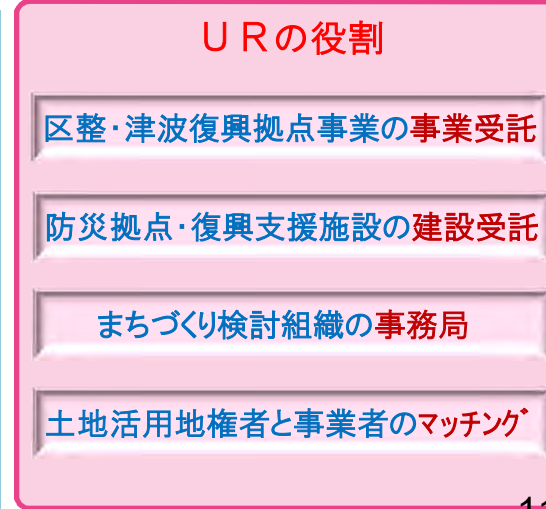 ＵＲの役割
区整･津波復興拠点事業の事業受託
防災拠点･復興支援施設の建設受託
まちづくり検討組織の事務局
土地活用地権者と事業者のマッチング